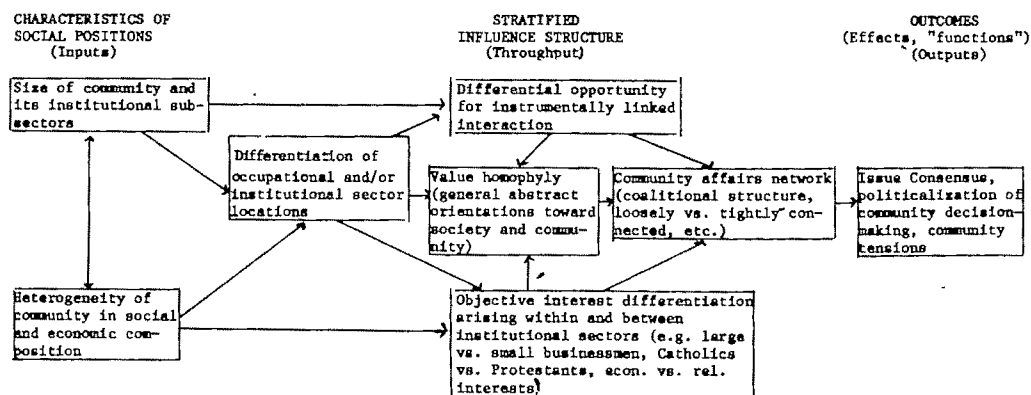 CHARACTERISTICS OF
SOCIAL POSITIONS
(Inputs)
STRATIFIED
INFLUENCE STRUCTURE
(Throughput)
OUTCOMES
(Effects, "functions")
(Outputs)
Size of community and
its institutional sub-
sectors
Differential opportunity
for instrumentally linked
interaction
Differentiation of
occupational and/or
institutional sector
locations
Value homophyly
(general abstract
orientations toward
society and commu-
nity)
Community affairs network
(coalitional structure,
loosely vs. tightly con-
nected, etc.)
Issue Consensus,
politicalization of
community decision-
making, community
tensions
Heterogeneity of
community in social
and economic com-
position
Objective interest differentiation
arising within and between
institutional sectors (e.g. large
vs. small businessmen, Catholics
vs. Protestants, econ. vs. rel.
interests)